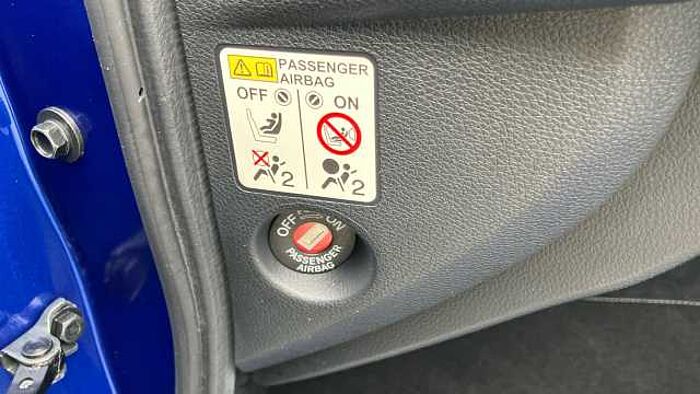 PASSENGER
AIRBAG
OFF ON
2 2
OFF ON
PASSENGER
AIRBAG